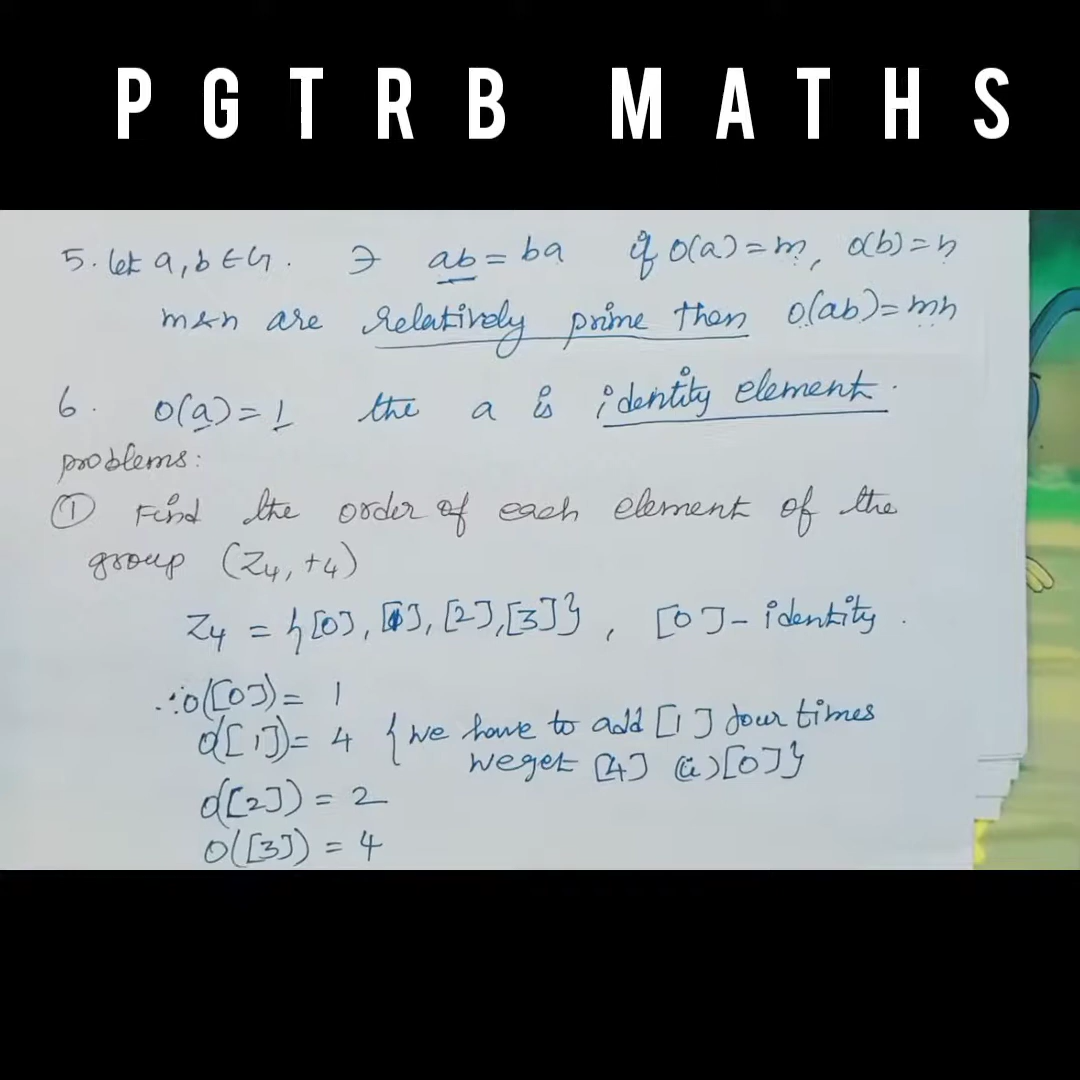 PGTRB MATHS
5. let a, b ∈ G. ∋ ab = ba if O(a) = m, O(b) = n
m & n are relatively prime then O(ab) = mn
6. O(a) = 1 the a is identity element.
problems:
① Find the order of each element of the
group (Z₄, +₄)
Z₄ = {[0], [1], [2], [3]}, [0] - identity.
∴ O([0]) = 1
O[1]) = 4 {we have to add [1] four times
we get [4] (i.e) [0]}
O[2]) = 2
O([3]) = 4